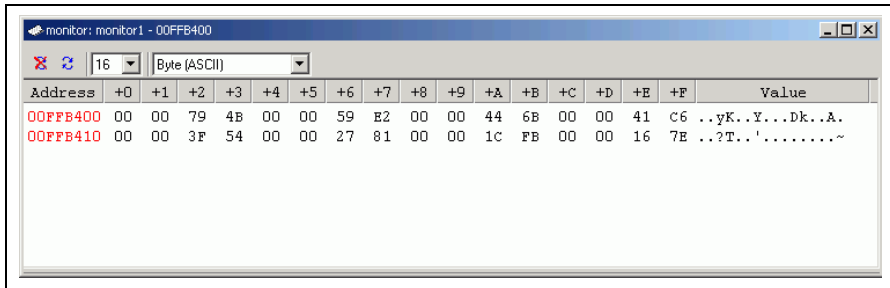 monitor: monitor1 - 00FFB400
16 Byte (ASCII)
Address +0 +1 +2 +3 +4 +5 +6 +7 +8 +9 +A +B +C +D +E +F Value
00FFB400 00 00 79 4B 00 00 59 E2 00 00 44 6B 00 00 41 C6 ..yK..Y...Dk..A.
00FFB410 00 00 3F 54 00 00 27 81 00 00 1C FB 00 00 16 7E ..?T..'........~